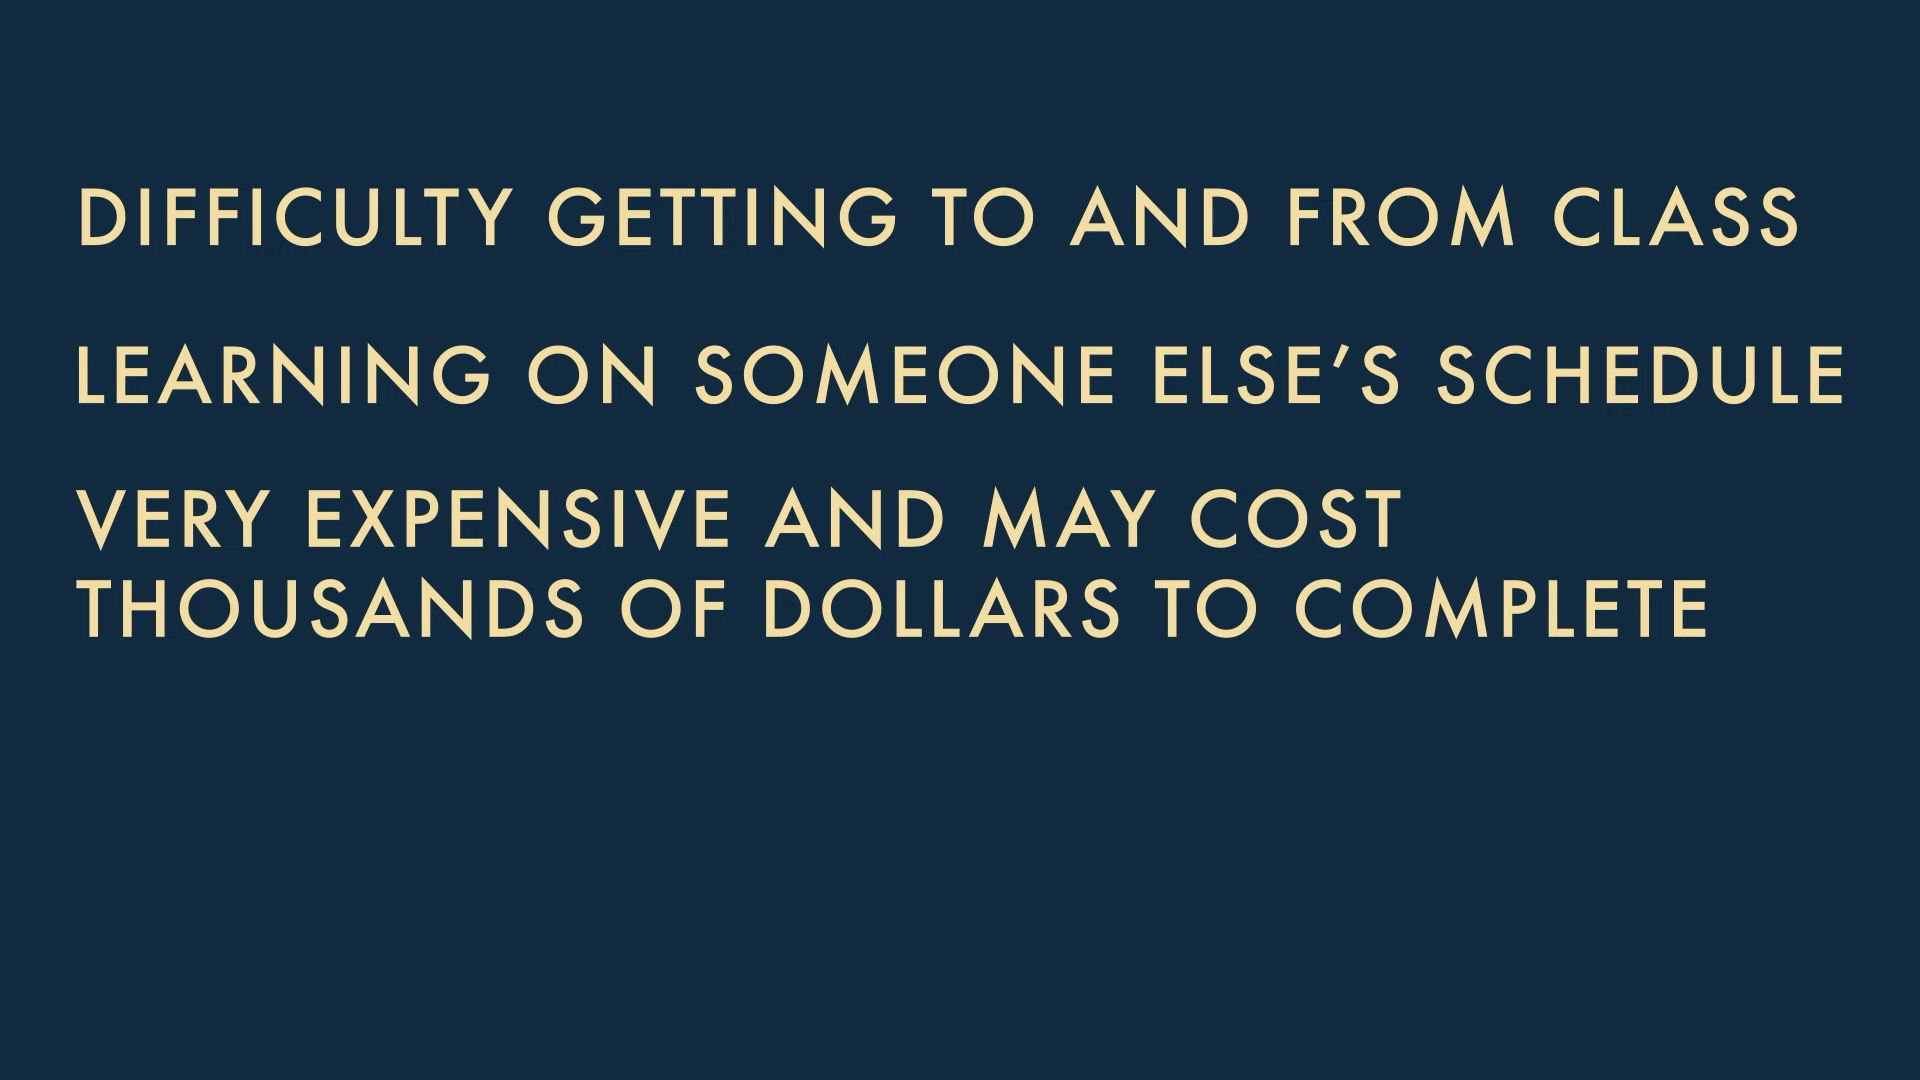 DIFFICULTY GETTING TO AND FROM CLASS
LEARNING ON SOMEONE ELSE’S SCHEDULE
VERY EXPENSIVE AND MAY COST
THOUSANDS OF DOLLARS TO COMPLETE